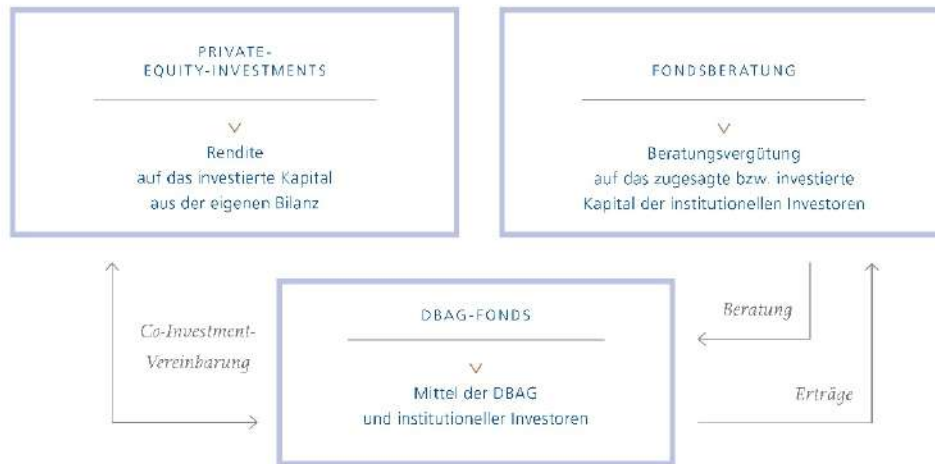 PRIVATE-
EQUITY-INVESTMENTS
Rendite
auf das investierte Kapital
aus der eigenen Bilanz
FONDSBERATUNG
Beratungsvergütung
auf das zugesagte bzw. investierte
Kapital der institutionellen Investoren
Co-Investment-
Vereinbarung
DBAG-FONDS
Mittel der DBAG
und institutioneller Investoren
Beratung
Erträge